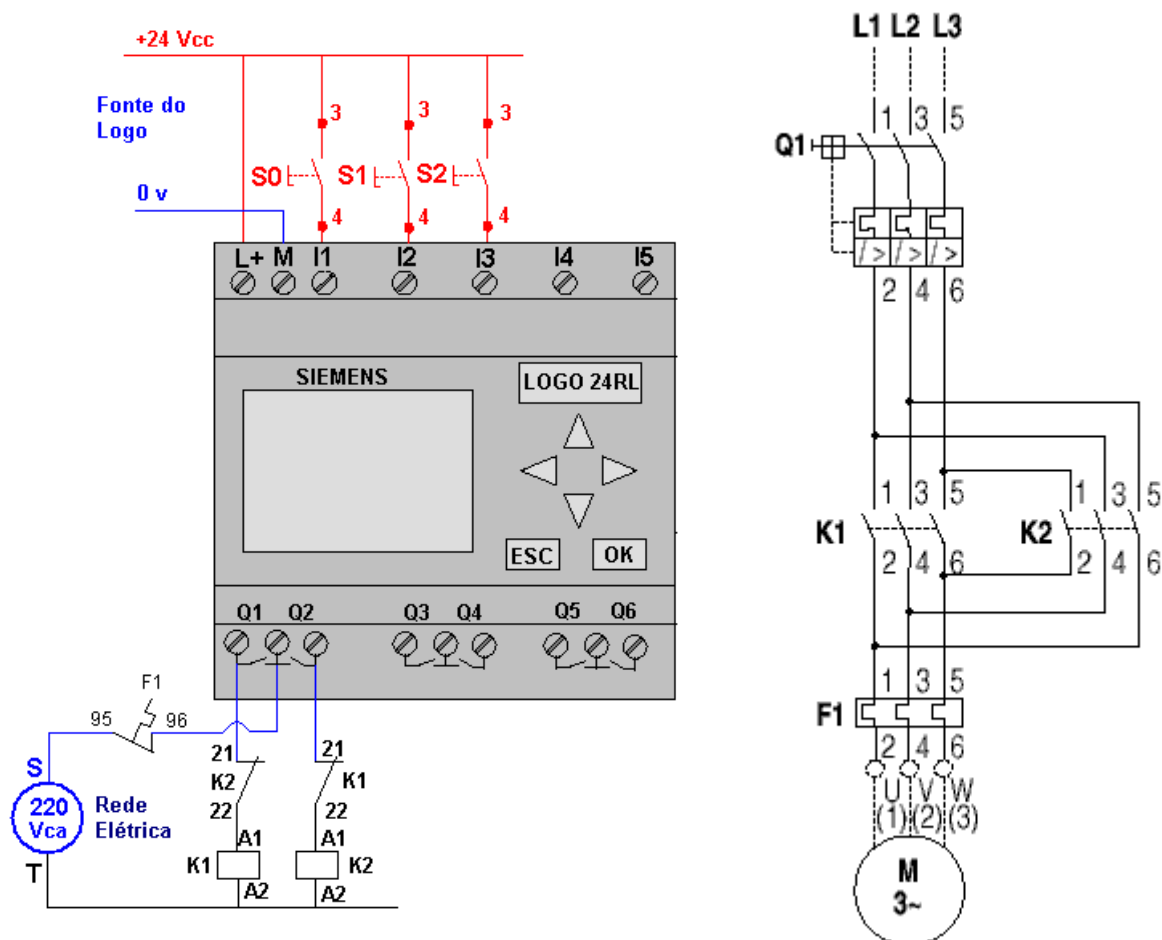 +24 Vcc
Fonte do
Logo
0 v
3 3 3
S0 S1 S2
4 4 4
L+ M I1 I2 I3 I4 I5
SIEMENS
LOGO 24RL
ESC OK
Q1 Q2 Q3 Q4 Q5 Q6
F1
95 96
S
220
Vca
Rede
Elétrica
T
21 21
K2 K1
22 22
A1 A1
K1 K2
A2 A2
L1 L2 L3
1 3 5
Q1
/> /> />
2 4 6
1 3 5 1 3 5
K1 K2
2 4 6 2 4 6
1 3 5
F1
2 4 6
U V W
(1) (2) (3)
M
3~